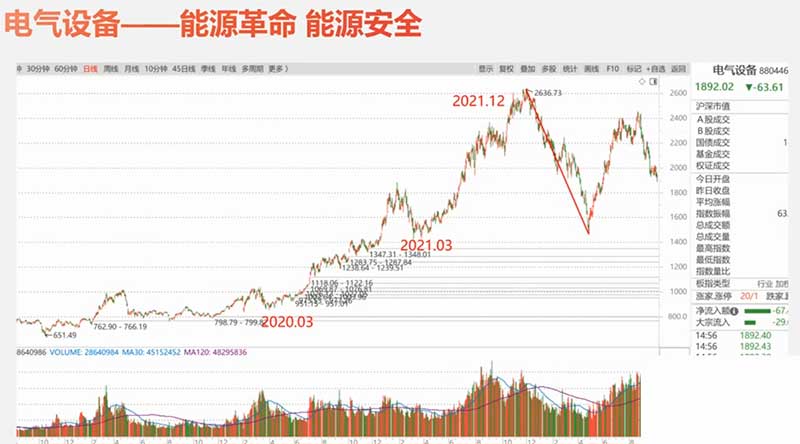 电气设备——能源革命 能源安全
钟 30分钟 60分钟 日线 周线 月线 10分钟 45日线 季线 年线 多周期 更多 〉
显示 复权 叠加 多股 统计 画线 F10 标记 +自选 返回
电气设备 880446
1892.02 ▼-63.61
沪深市值
A股成交
B股成交
国债成交 1
基金成交
权证成交
今日开盘
昨日收盘
平均涨幅
指数振幅 63.
总成交额
总成交量
最高指数
最低指数
指数量比
板指类型 行业 加权
涨家.涨停 20/1 跌家.
净流入额 -67.
大宗流入 -29.
14:56 1892.40
14:56 1892.43
14:56
2021.12
2636.73
2021.03
1347.31 - 1348.01
1283.75 - 1287.84
1238.64 - 1239.51
1118.06 - 1122.16
762.90 - 766.19
798.79 - 799.8
2020.03
651.49
2600
2400
2200
2000
1800
1600
1400
1200
1000
800.0
8640986 VOLUME: 28640984 MA30: 45152452 MA120: 48295836
10 12 2 4 6 8 10 12 2 4 6 8 10 12 2 4 6 8 10 12 2 4 6 8